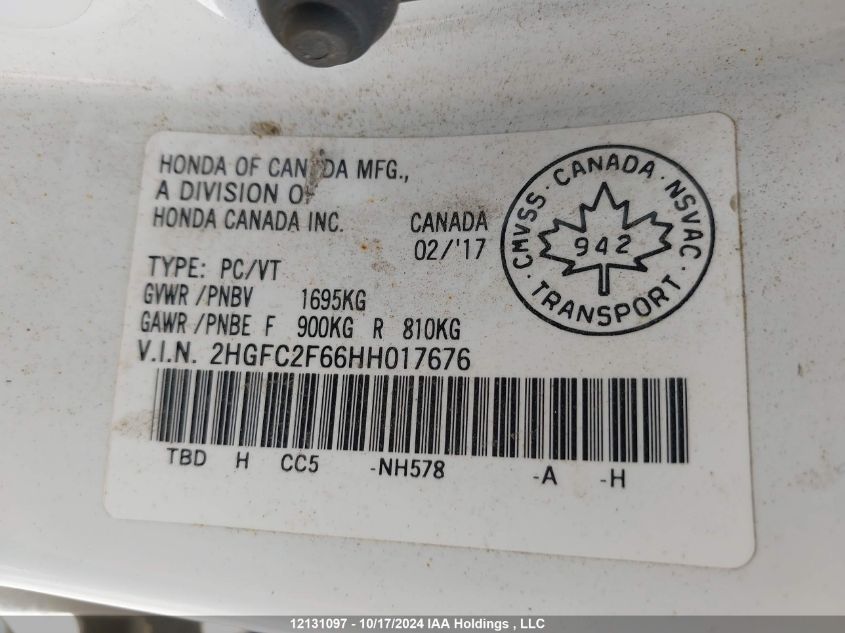 HONDA OF CANADA MFG.,
A DIVISION OF
HONDA CANADA INC. CANADA
02/'17
TYPE: PC/VT
GVWR /PNBV 1695KG
GAWR /PNBE F 900KG R 810KG
V.I.N. 2HGFC2F66HH017676
TBD H CC5 -NH578 -A -H
CMVSS · CANADA · NSVAC
942
· TRANSPORT ·
12131097 - 10/17/2024 IAA Holdings , LLC